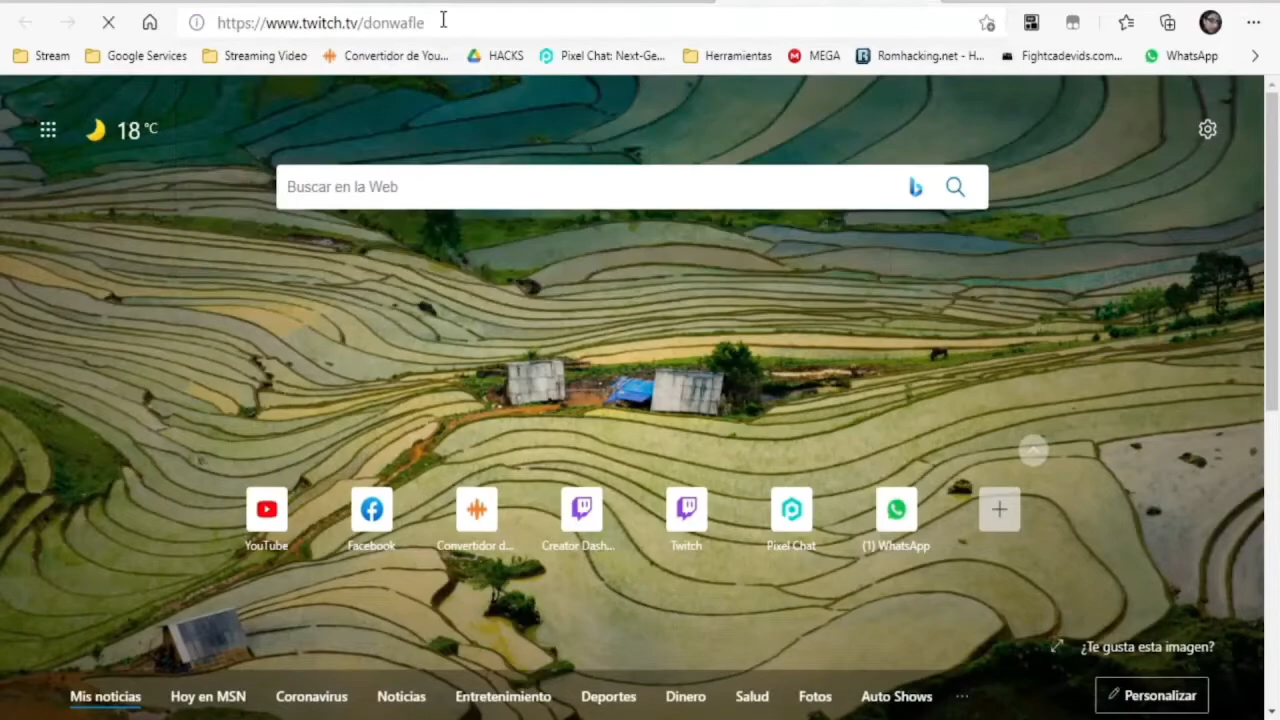 https://www.twitch.tv/donwafle
Stream Google Services Streaming Video Convertidor de You... HACKS Pixel Chat: Next-Ge... Herramientas MEGA Romhacking.net - H... Fightcadevids.com... WhatsApp
18 °C
Buscar en la Web
YouTube Facebook Convertidor d... Creator Dash... Twitch Pixel Chat (1) WhatsApp
¿Te gusta esta imagen?
Mis noticias Hoy en MSN Coronavirus Noticias Entretenimiento Deportes Dinero Salud Fotos Auto Shows ... Personalizar